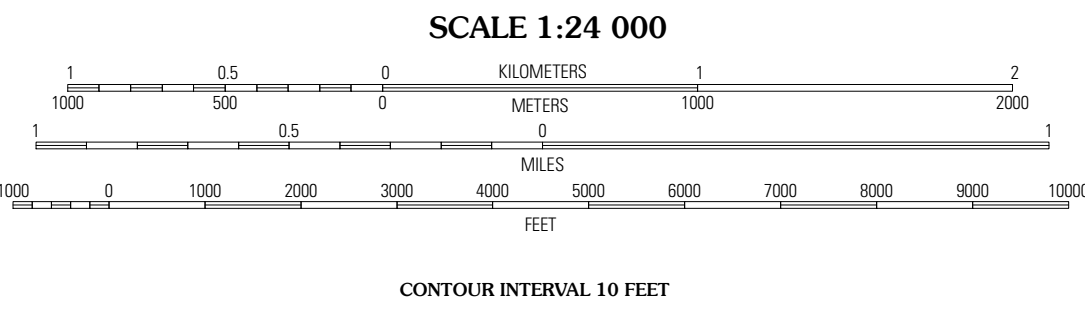 SCALE 1:24 000
1 0.5 0 KILOMETERS 1 2
1000 500 0 METERS 1000 2000
1 0.5 0 1
MILES
1000 0 1000 2000 3000 4000 5000 6000 7000 8000 9000 10000
FEET
CONTOUR INTERVAL 10 FEET